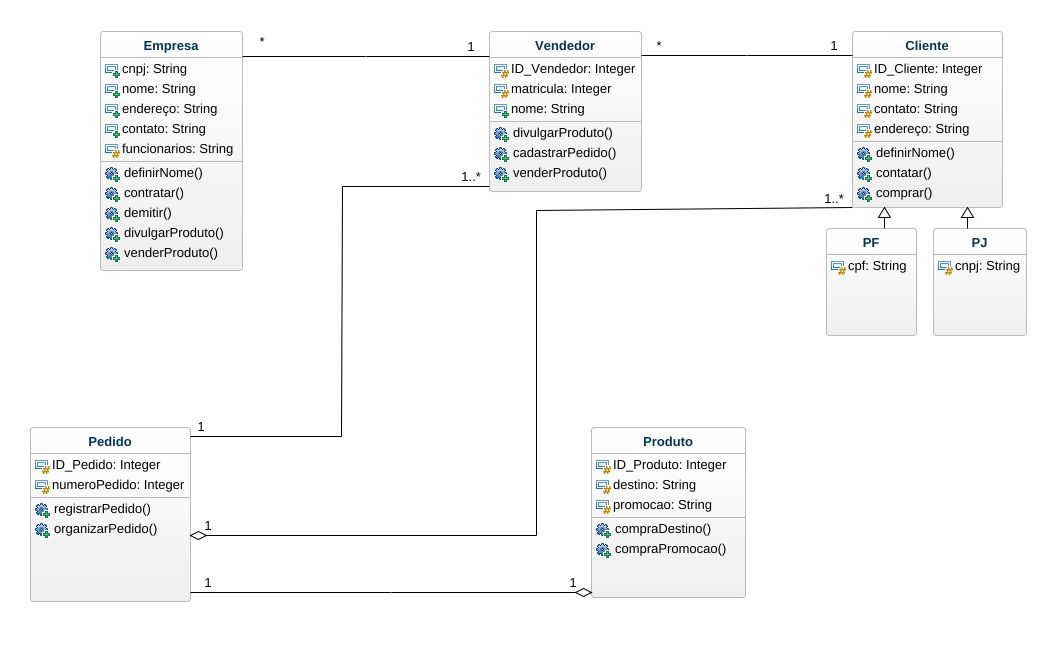 Empresa
cnpj: String
nome: String
endereço: String
contato: String
funcionarios: String
definirNome()
contratar()
demitir()
divulgarProduto()
venderProduto()
*
1
Vendedor
ID_Vendedor: Integer
matricula: Integer
nome: String
divulgarProduto()
cadastrarPedido()
venderProduto()
*
1
Cliente
ID_Cliente: Integer
nome: String
contato: String
endereço: String
definirNome()
contatar()
comprar()
1..*
1..*
PF
cpf: String
PJ
cnpj: String
1
Pedido
ID_Pedido: Integer
numeroPedido: Integer
registrarPedido()
organizarPedido()
1
1
1
Produto
ID_Produto: Integer
destino: String
promocao: String
compraDestino()
compraPromocao()